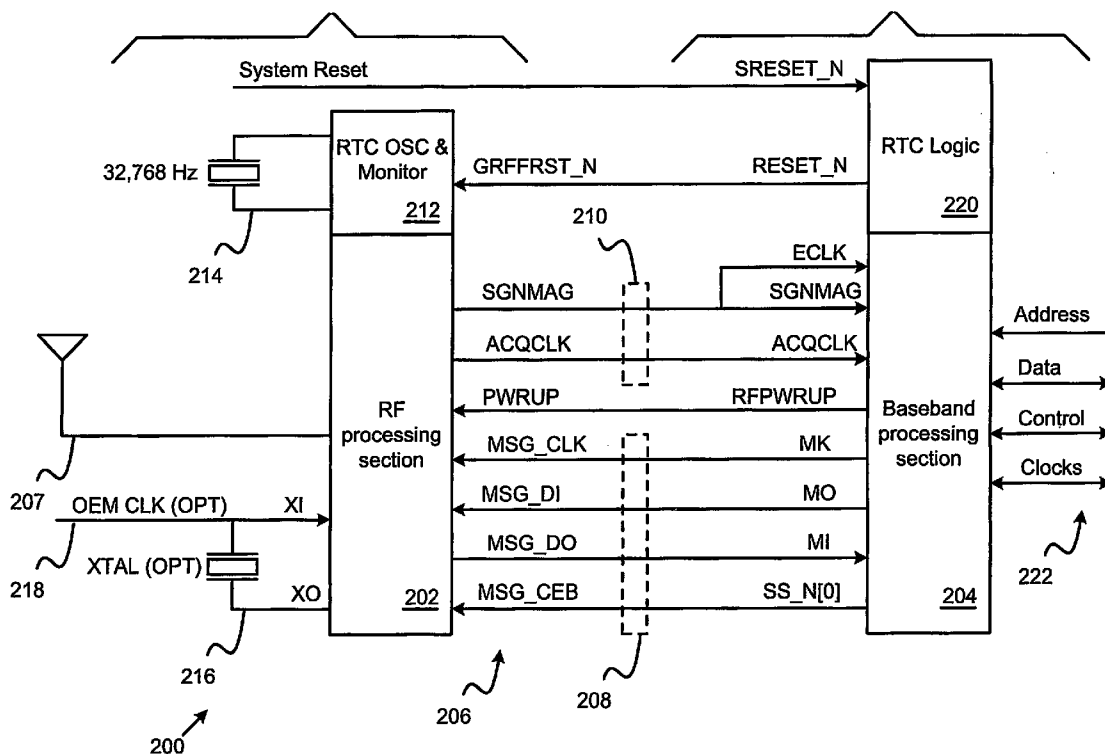 System Reset
SRESET_N
RTC OSC &
Monitor
212
32,768 Hz
214
GRFFRST_N
RESET_N
RTC Logic
220
210
ECLK
SGNMAG
SGNMAG
ACQCLK
ACQCLK
PWRUP
RFPWRUP
MSG_CLK
MK
MSG_DI
MO
MSG_DO
MI
MSG_CEB
SS_N[0]
RF
processing
section
202
Baseband
processing
section
204
Address
Data
Control
Clocks
222
207
OEM CLK (OPT)
XI
218
XTAL (OPT)
XO
216
200
206
208